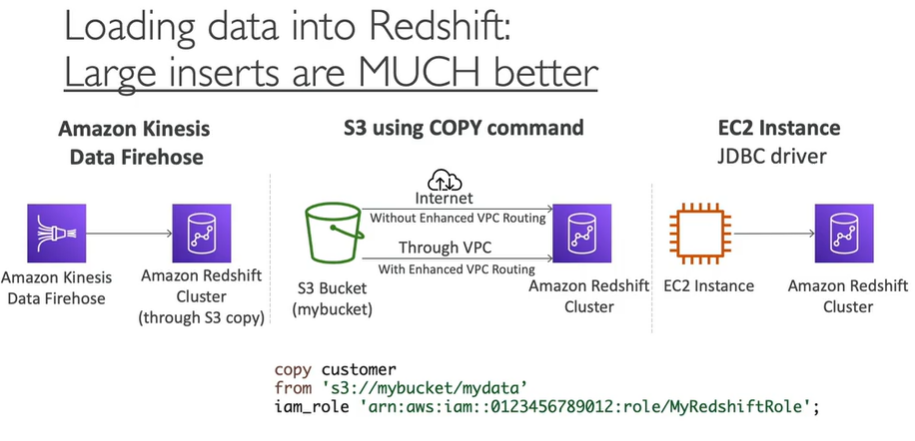 Loading data into Redshift:
Large inserts are MUCH better
Amazon Kinesis
Data Firehose
Amazon Kinesis
Data Firehose
Amazon Redshift
Cluster
(through S3 copy)
S3 using COPY command
Internet
Without Enhanced VPC Routing
Through VPC
With Enhanced VPC Routing
S3 Bucket
(mybucket)
Amazon Redshift
Cluster
EC2 Instance
JDBC driver
EC2 Instance
Amazon Redshift
Cluster
copy customer
from 's3://mybucket/mydata’
iam_role 'arn:aws:iam::0123456789012:role/MyRedshiftRole';